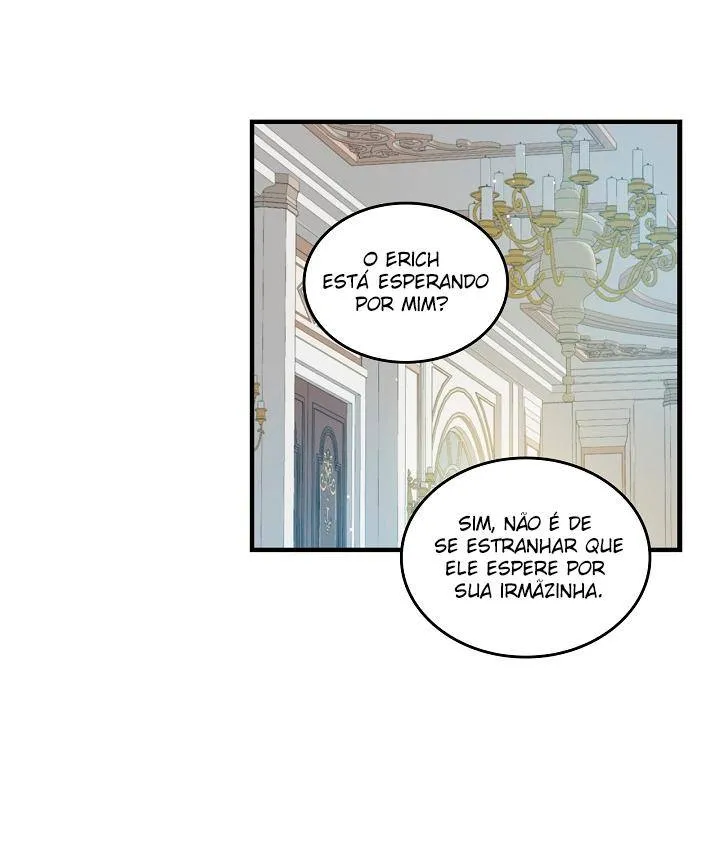 O ERICH
ESTÁ ESPERANDO
POR MIM?
SIM, NÃO É DE
SE ESTRANHAR QUE
ELE ESPERE POR
SUA IRMÃZINHA.